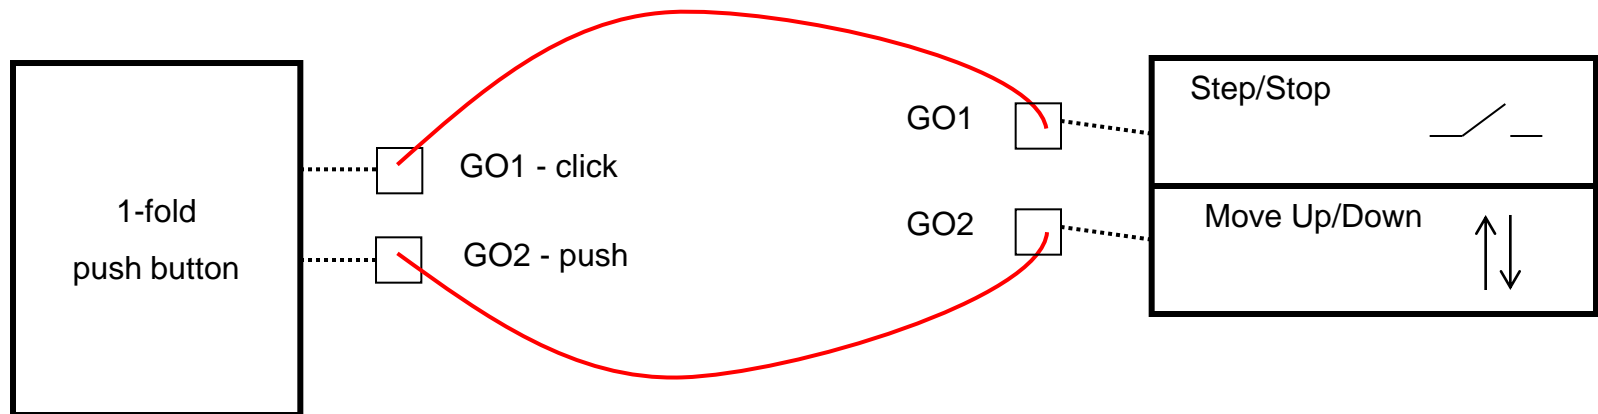 1-fold
push button
GO1 - click
GO2 - push
GO1
GO2
Step/Stop
Move Up/Down